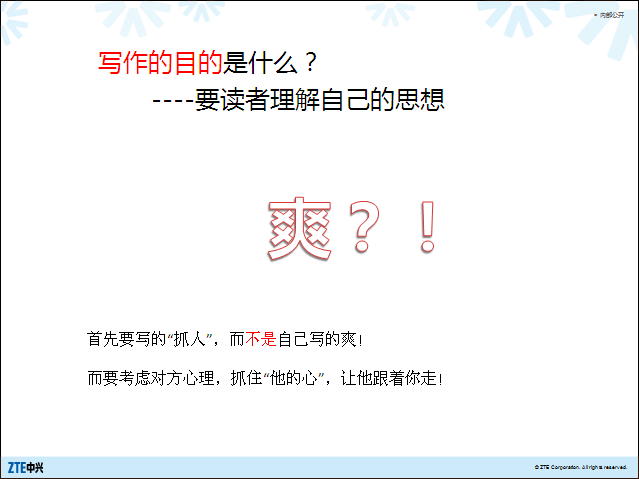 内部公开
写作的目的是什么？
----要读者理解自己的思想
爽？！
首先要写的“抓人”，而不是自己写的爽！
而要考虑对方心理，抓住“他的心”，让他跟着你走！
ZTE中兴
© ZTE Corporation. All rights reserved.